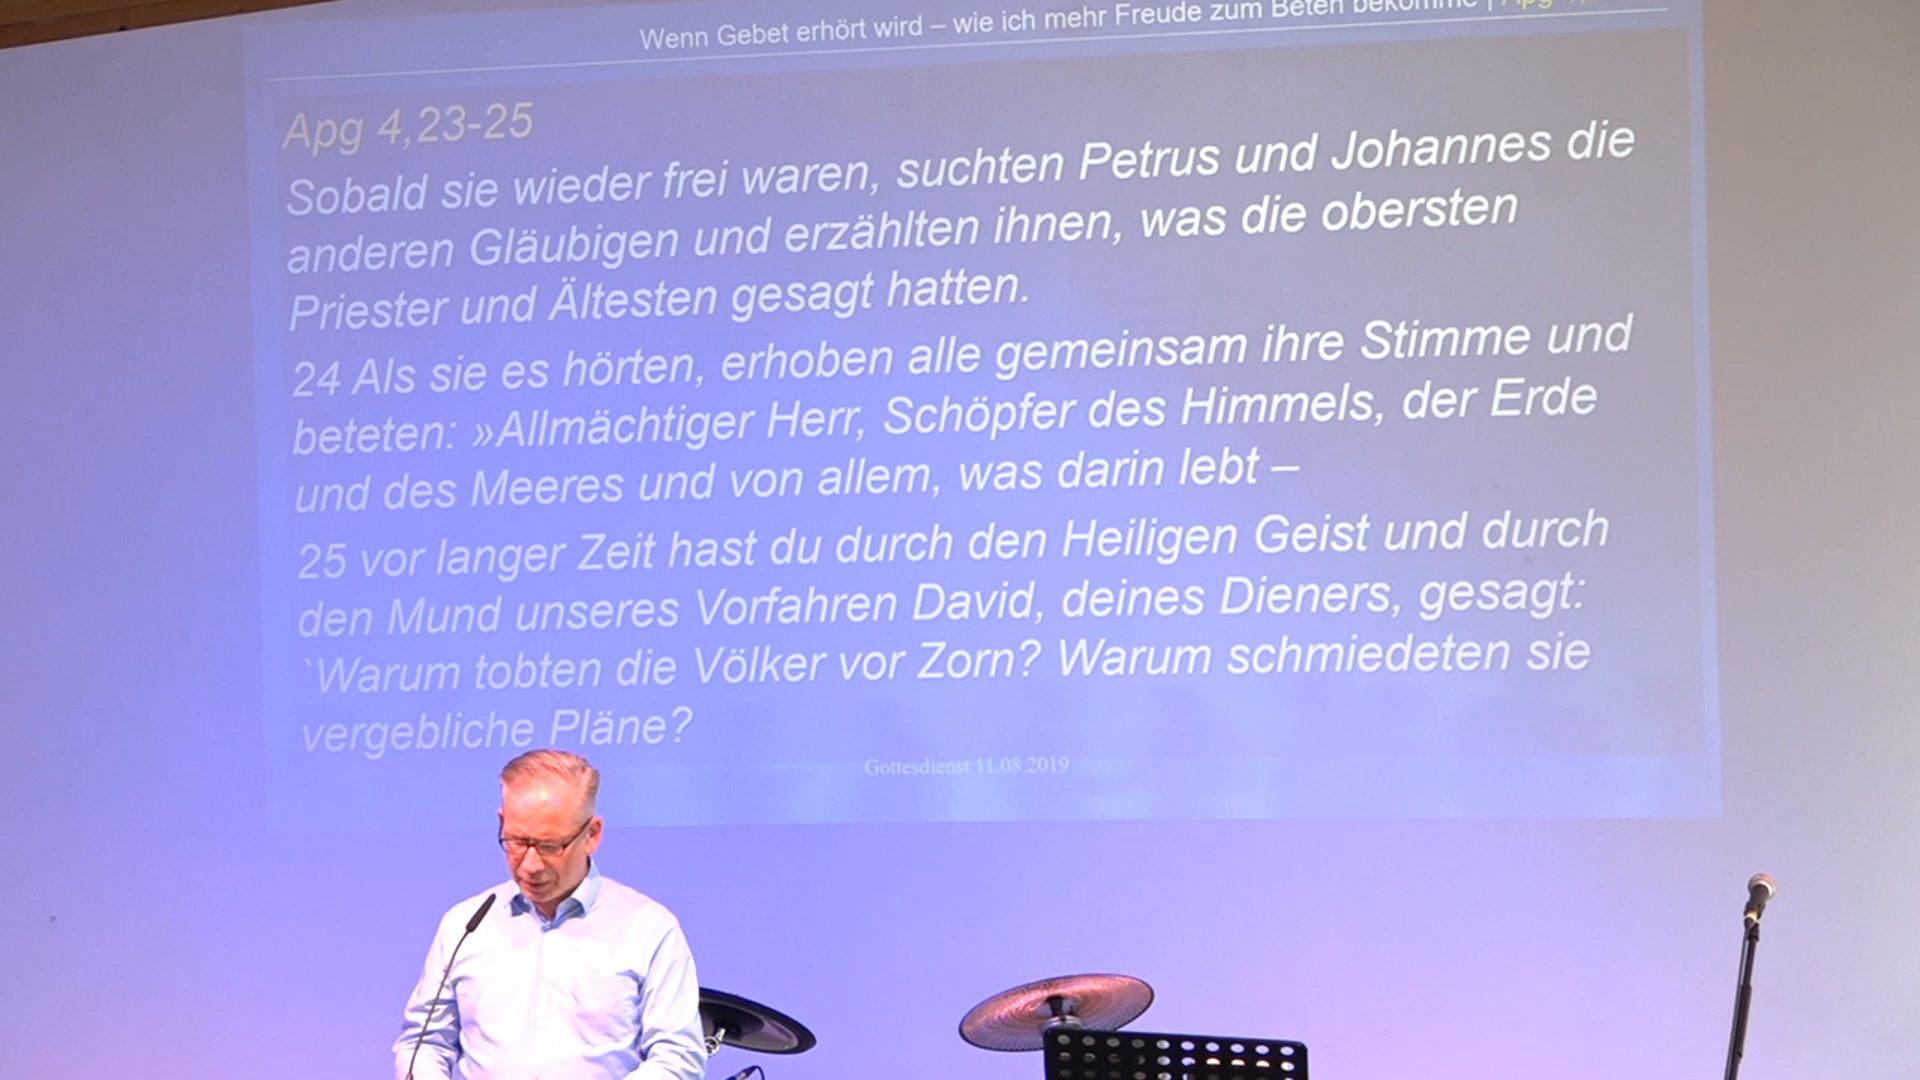 Wenn Gebet erhört wird – wie ich mehr Freude zum Beten bekomme | Apg
Apg 4,23-25
Sobald sie wieder frei waren, suchten Petrus und Johannes die
anderen Gläubigen und erzählten ihnen, was die obersten
Priester und Ältesten gesagt hatten.
24 Als sie es hörten, erhoben alle gemeinsam ihre Stimme und
beteten: »Allmächtiger Herr, Schöpfer des Himmels, der Erde
und des Meeres und von allem, was darin lebt –
25 vor langer Zeit hast du durch den Heiligen Geist und durch
den Mund unseres Vorfahren David, deines Dieners, gesagt:
`Warum tobten die Völker vor Zorn? Warum schmiedeten sie
vergebliche Pläne?
Gottesdienst 11.08.2019